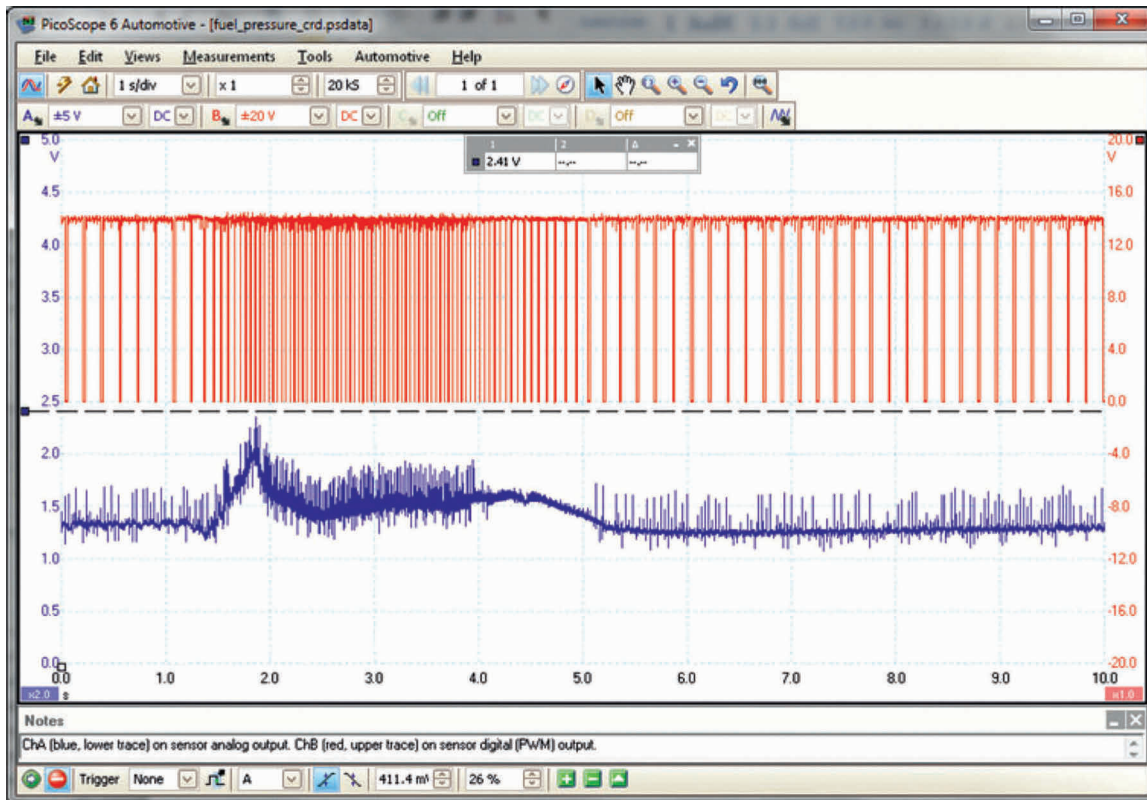 PicoScope 6 Automotive - [fuel_pressure_crd.psdata]
File Edit Views Measurements Tools Automotive Help
1 s/div x 1 20 kS 1 of 1
A ±5 V DC B ±20 V DC C Off DC D Off DC
5.0 1 2 Δ 20.0
V 2.41 V --,-- --,-- V
4.5 16.0
4.0 12.0
3.5 8.0
3.0 4.0
2.5 0.0
2.0 -4.0
1.5 -8.0
1.0 -12.0
0.5 -16.0
0.0 -20.0
0.0 1.0 2.0 3.0 4.0 5.0 6.0 7.0 8.0 9.0 10.0
x2.0 s x1.0
Notes
ChA (blue, lower trace) on sensor analog output. ChB (red, upper trace) on sensor digital (PWM) output.
Trigger None A 411.4 mV 26 %